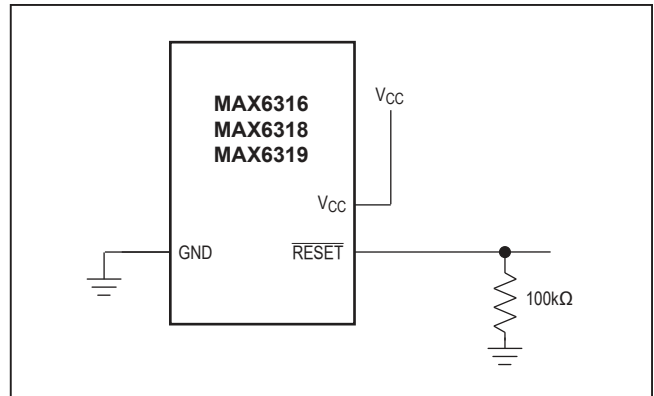 MAX6316
MAX6318
MAX6319
VCC
VCC
GND
RESET
100kΩ